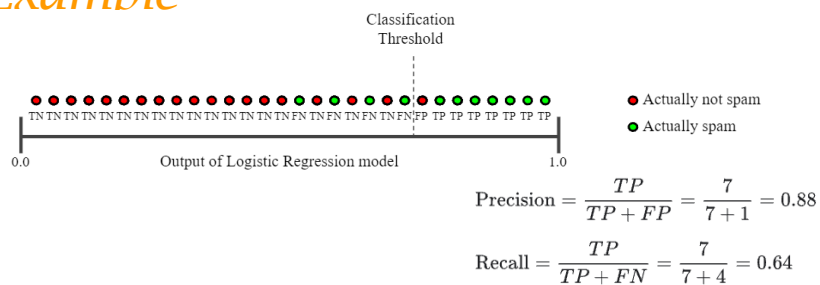 Example
Classification
Threshold
TN TN TN TN TN TN TN TN TN TN TN TN TN TN TN FN TN FN TN FN TN FN FP TP TP TP TP TP TP TP
0.0
Output of Logistic Regression model
1.0
Actually not spam
Actually spam
Precision = TP / (TP + FP) = 7 / (7 + 1) = 0.88
Recall = TP / (TP + FN) = 7 / (7 + 4) = 0.64